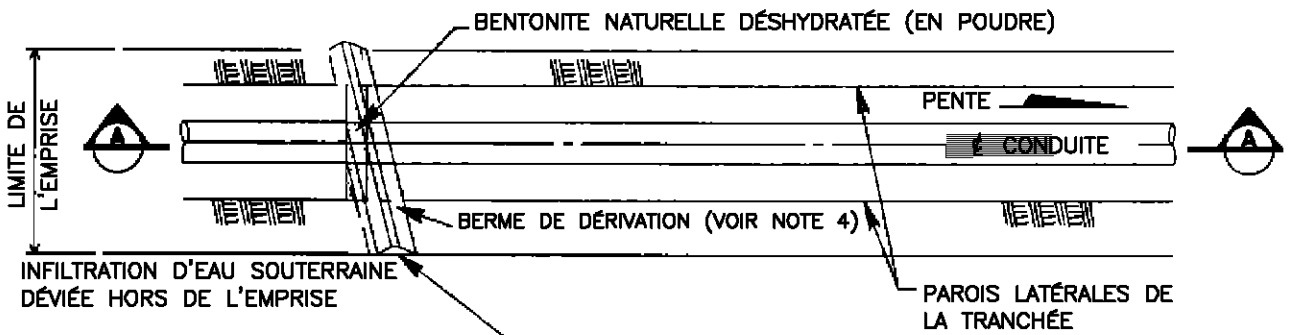 BENTONITE NATURELLE DÉSHYDRATÉE (EN POUDRE)
LIMITE DE
L'EMPRISE
A
PENTE
℄ CONDUITE
A
BERME DE DÉRIVATION (VOIR NOTE 4)
INFILTRATION D'EAU SOUTERRAINE
DÉVIÉE HORS DE L'EMPRISE
PAROIS LATÉRALES DE
LA TRANCHÉE